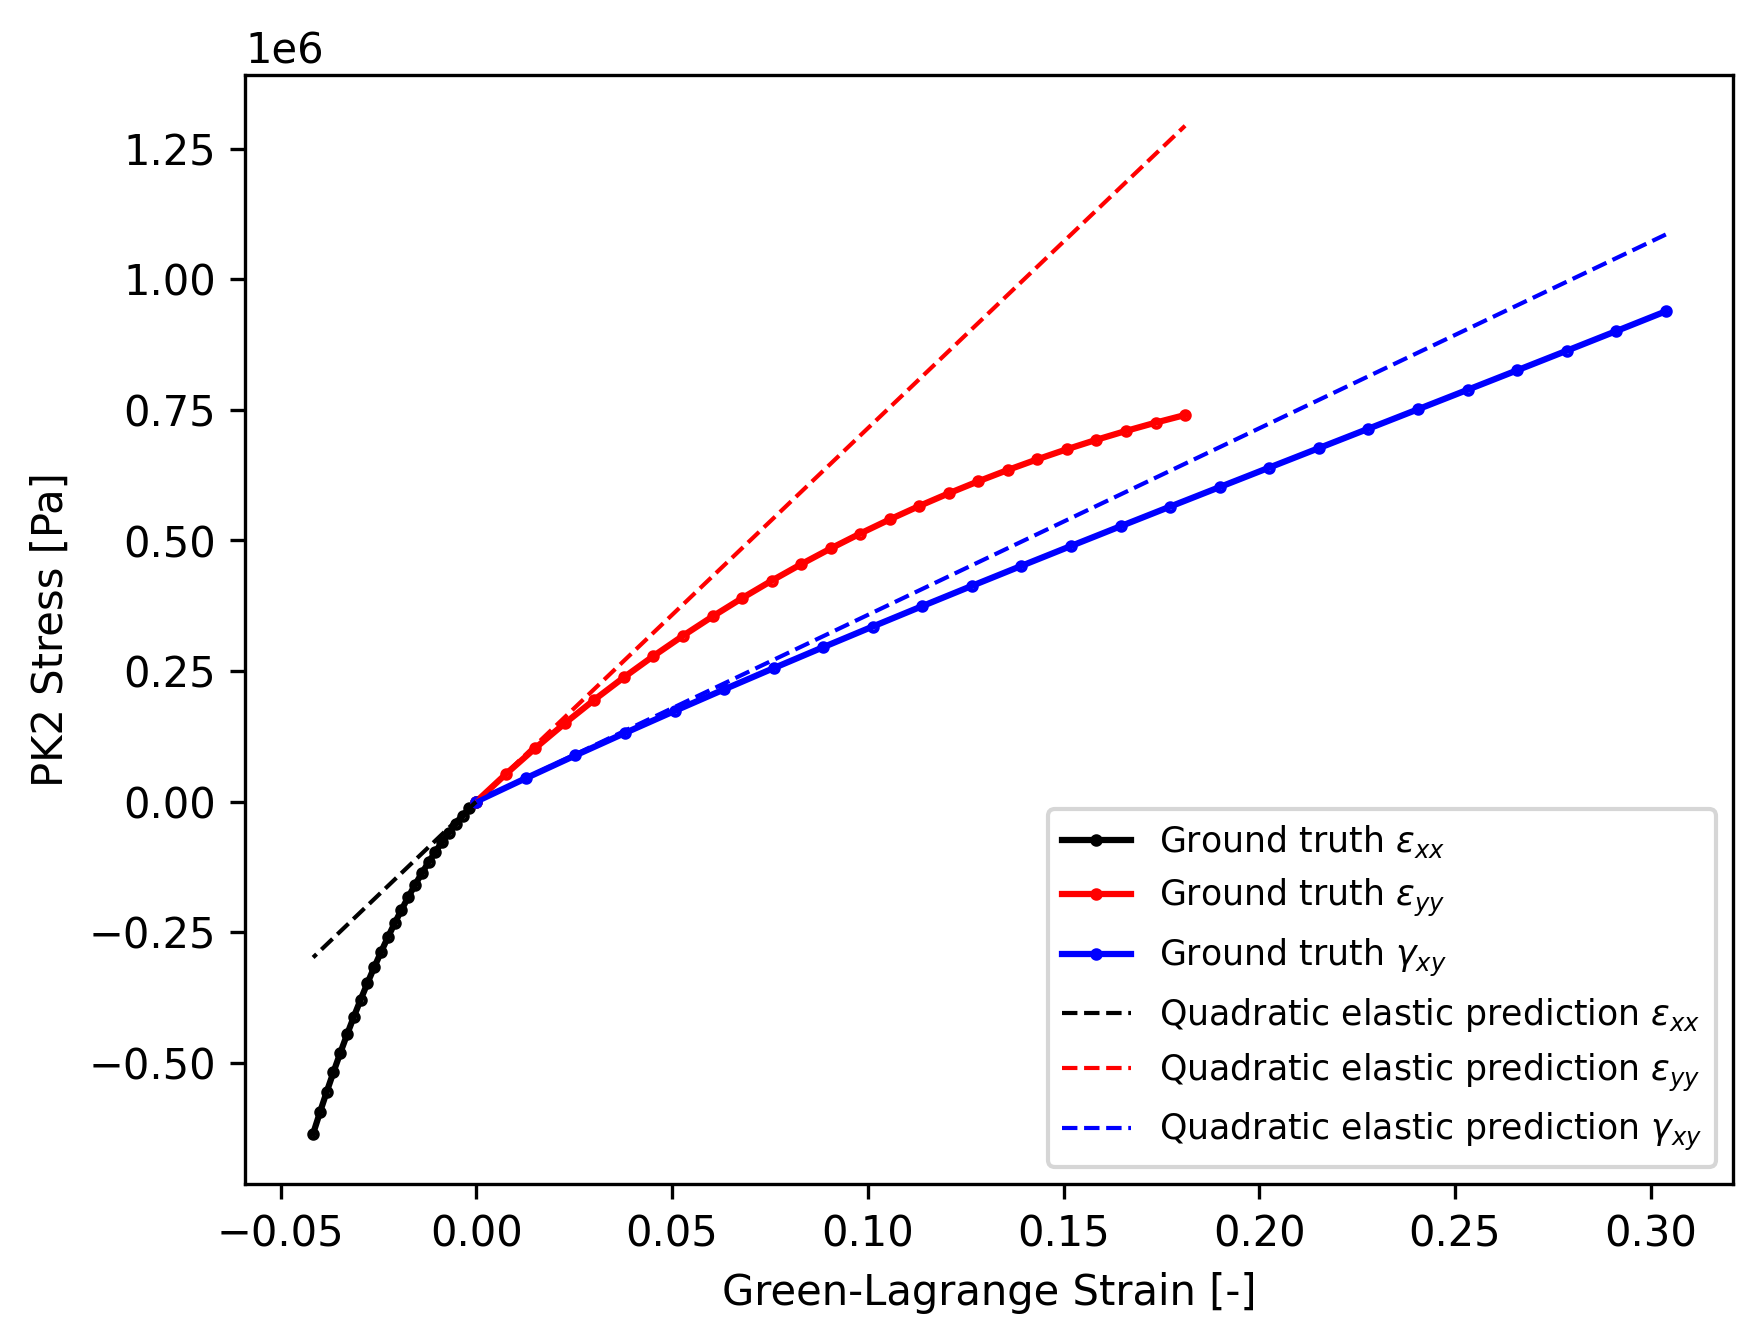 1e6
1.25
1.00
0.75
0.50
0.25
0.00
−0.25
−0.50
PK2 Stress [Pa]
Ground truth εxx
Ground truth εyy
Ground truth γxy
Quadratic elastic prediction εxx
Quadratic elastic prediction εyy
Quadratic elastic prediction γxy
−0.05 0.00 0.05 0.10 0.15 0.20 0.25 0.30
Green-Lagrange Strain [-]